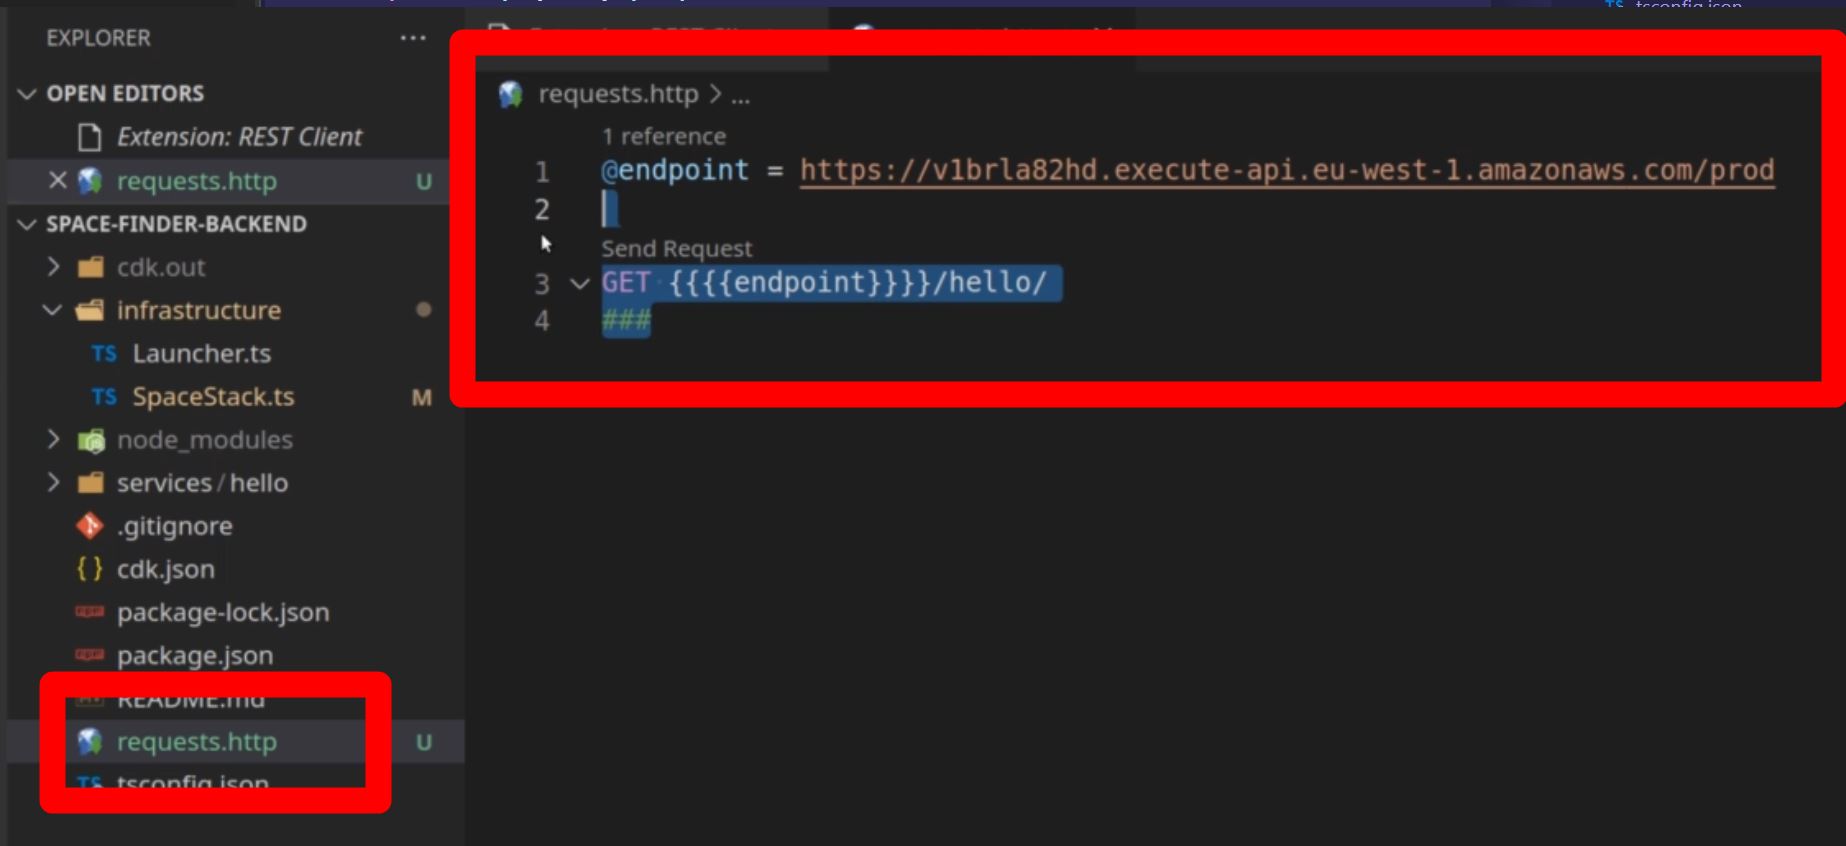 TS tsconfig.json
EXPLORER ...
OPEN EDITORS
Extension: REST Client
requests.http U
SPACE-FINDER-BACKEND
cdk.out
infrastructure
TS Launcher.ts
TS SpaceStack.ts M
node_modules
services/hello
.gitignore
{} cdk.json
package-lock.json
package.json
README.md
requests.http U
TS tsconfig.json
requests.http > ...
1 reference
1 @endpoint = https://v1brla82hd.execute-api.eu-west-1.amazonaws.com/prod
2
Send Request
3 GET {{{{endpoint}}}}/hello/
4 ###